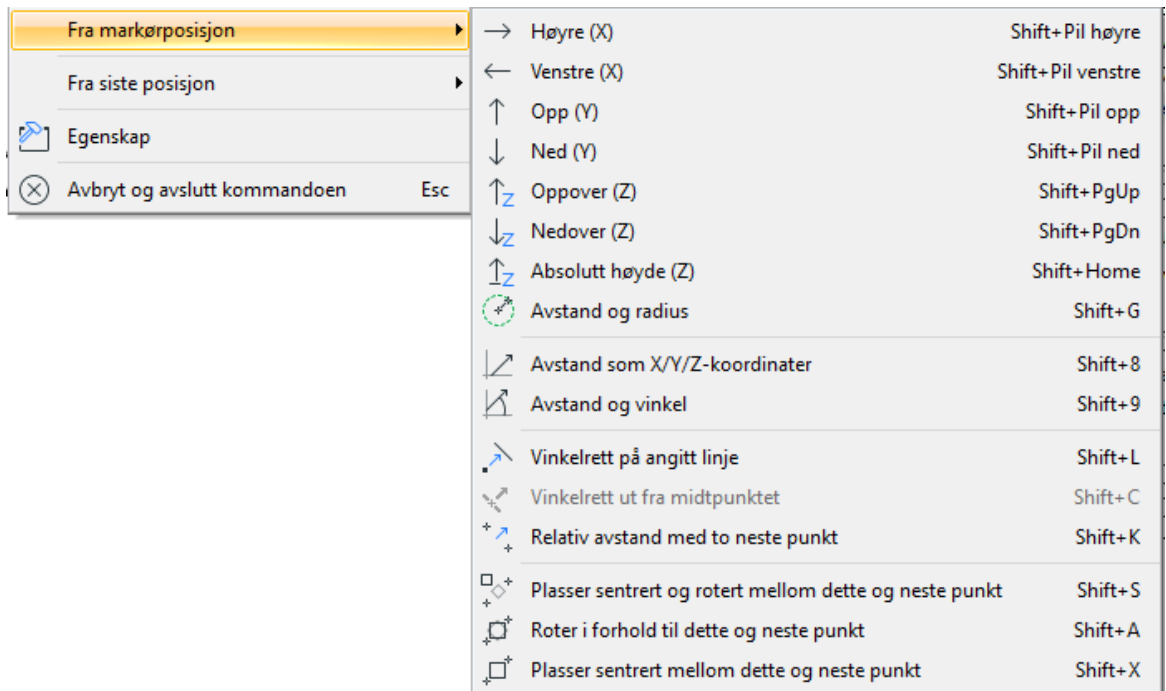 Fra markørposisjon
Fra siste posisjon
Egenskap
Avbryt og avslutt kommandoen Esc
Høyre (X) Shift+Pil høyre
Venstre (X) Shift+Pil venstre
Opp (Y) Shift+Pil opp
Ned (Y) Shift+Pil ned
Z Oppover (Z) Shift+PgUp
Z Nedover (Z) Shift+PgDn
Z Absolutt høyde (Z) Shift+Home
Avstand og radius Shift+G
Avstand som X/Y/Z-koordinater Shift+8
Avstand og vinkel Shift+9
Vinkelrett på angitt linje Shift+L
Vinkelrett ut fra midtpunktet Shift+C
Relativ avstand med to neste punkt Shift+K
Plasser sentrert og rotert mellom dette og neste punkt Shift+S
Roter i forhold til dette og neste punkt Shift+A
Plasser sentrert mellom dette og neste punkt Shift+X